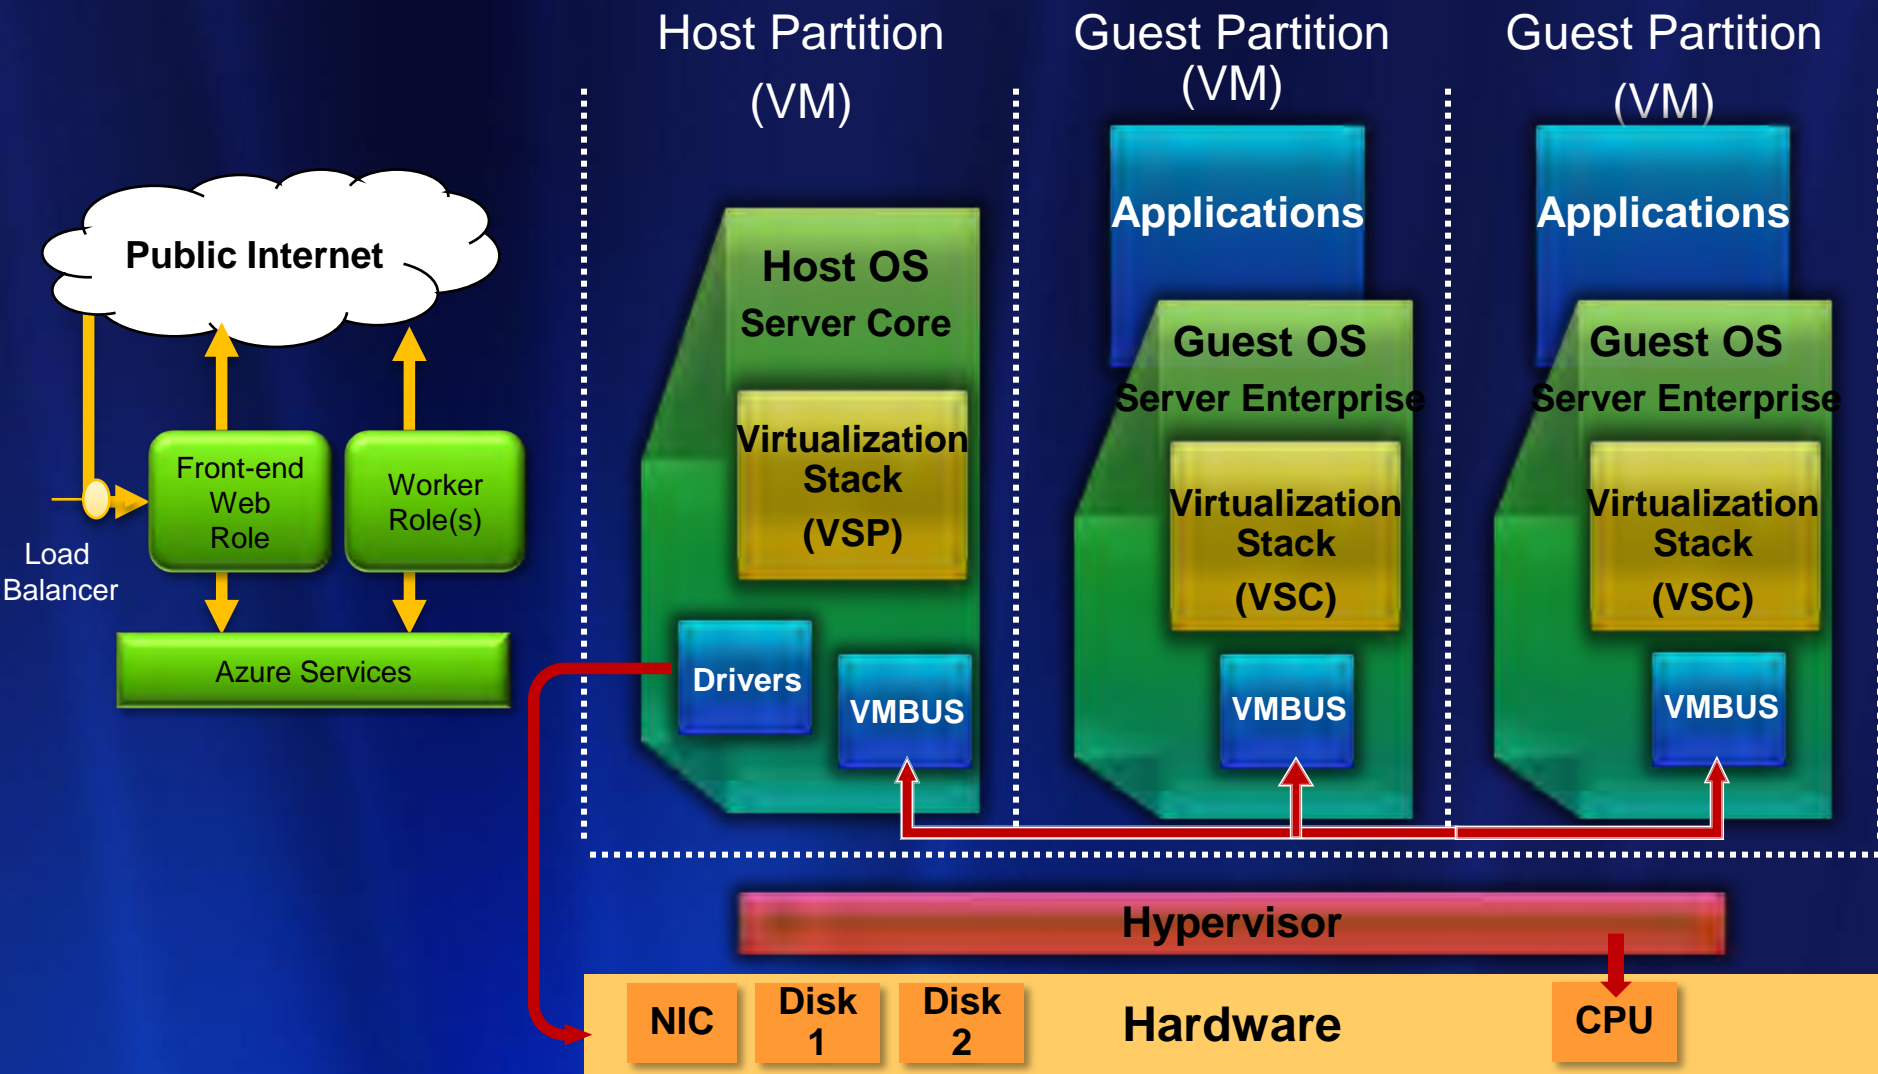 Host Partition
(VM)
Guest Partition
(VM)
Guest Partition
(VM)
Public Internet
Front-end
Web
Role
Worker
Role(s)
Load
Balancer
Azure Services
Host OS
Server Core
Virtualization
Stack
(VSP)
Drivers
VMBUS
Applications
Guest OS
Server Enterprise
Virtualization
Stack
(VSC)
VMBUS
Applications
Guest OS
Server Enterprise
Virtualization
Stack
(VSC)
VMBUS
Hypervisor
NIC
Disk
1
Disk
2
Hardware
CPU